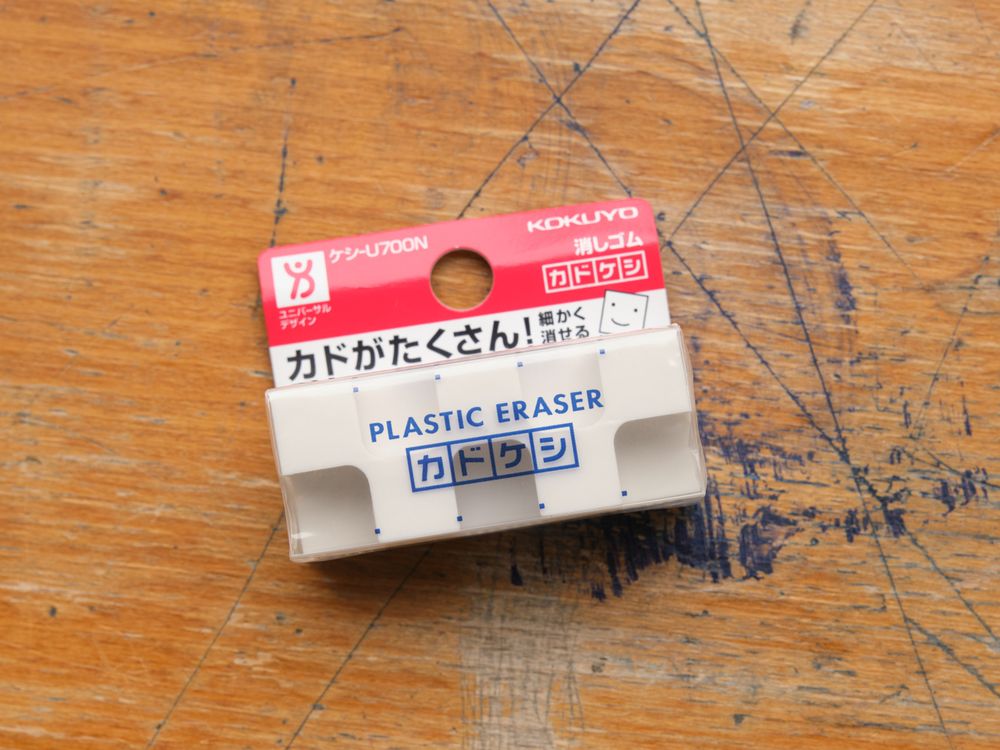 KOKUYO
ケシ-U700N
消しゴム
カドケシ
ユニバーサル
デザイン
カドがたくさん!
細かく
消せる
PLASTIC ERASER
カドケシ